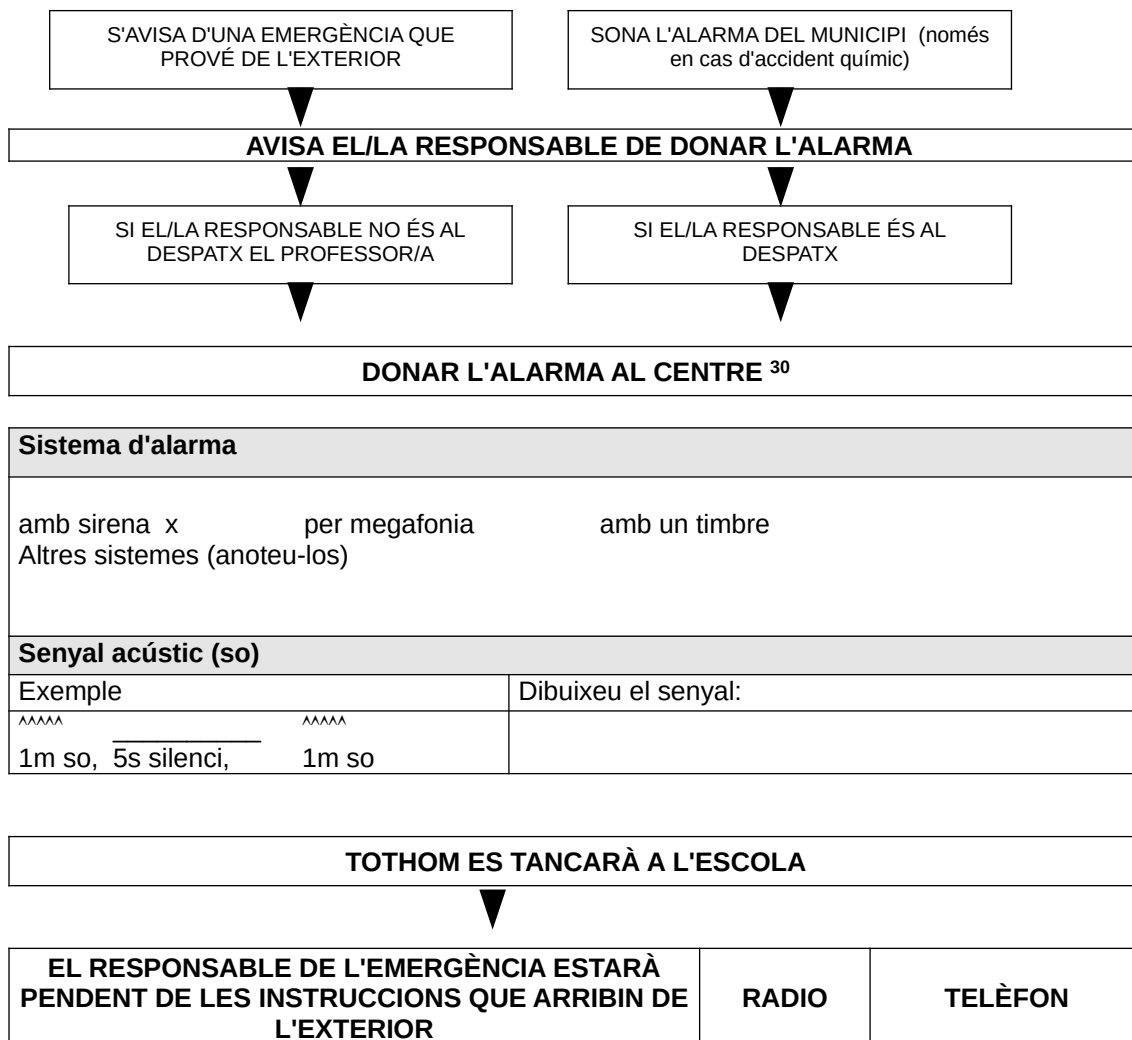 S'AVISA D'UNA EMERGÈNCIA QUE
PROVÉ DE L'EXTERIOR
SONA L'ALARMA DEL MUNICIPI (només
en cas d'accident químic)
AVISA EL/LA RESPONSABLE DE DONAR L'ALARMA
SI EL/LA RESPONSABLE NO ÉS AL
DESPATX EL PROFESSOR/A
SI EL/LA RESPONSABLE ÉS AL
DESPATX
DONAR L'ALARMA AL CENTRE 30
Sistema d'alarma
amb sirena x per megafonia amb un timbre
Altres sistemes (anoteu-los)
Senyal acústic (so)
Exemple
Dibuixeu el senyal:
^^^^^ __________ ^^^^^
1m so, 5s silenci, 1m so
TOTHOM ES TANCARÀ A L'ESCOLA
EL RESPONSABLE DE L'EMERGÈNCIA ESTARÀ
PENDENT DE LES INSTRUCCIONS QUE ARRIBIN DE
L'EXTERIOR
RADIO
TELÈFON